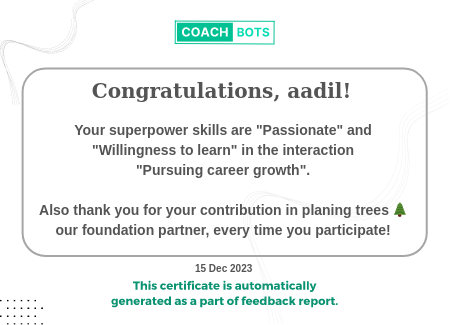 COACH BOTS
Congratulations, aadil!
Your superpower skills are "Passionate" and
"Willingness to learn" in the interaction
"Pursuing career growth".
Also thank you for your contribution in planing trees 🌲
our foundation partner, every time you participate!
15 Dec 2023
This certificate is automatically
generated as a part of feedback report.